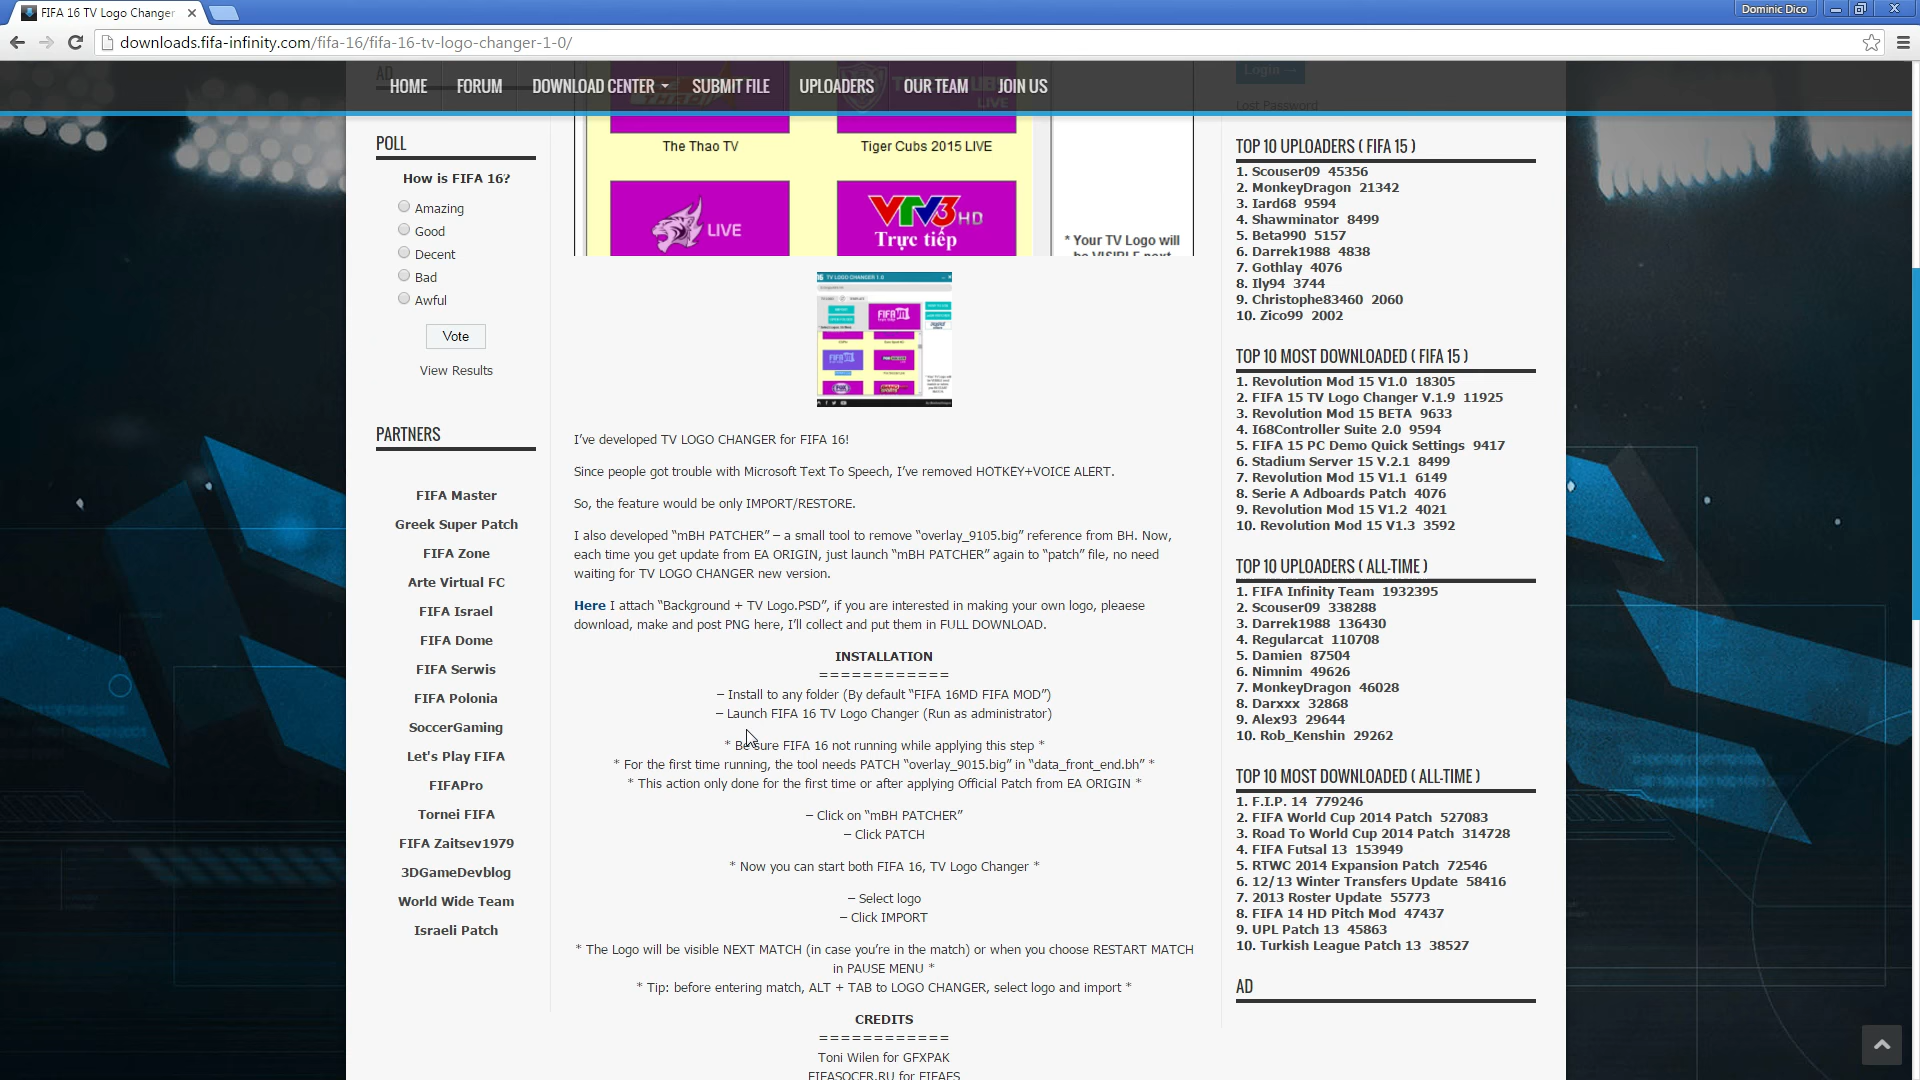 FIFA 16 TV Logo Changer
Dominic Dico
downloads.fifa-infinity.com/fifa-16/fifa-16-tv-logo-changer-1-0/
AD
HOME
FORUM
DOWNLOAD CENTER
SUBMIT FILE
UPLOADERS
OUR TEAM
JOIN US
Login
Lost Password
POLL
How is FIFA 16?
Amazing
Good
Decent
Bad
Awful
Vote
View Results
PARTNERS
FIFA Master
Greek Super Patch
FIFA Zone
Arte Virtual FC
FIFA Israel
FIFA Dome
FIFA Serwis
FIFA Polonia
SoccerGaming
Let's Play FIFA
FIFAPro
Tornei FIFA
FIFA Zaitsev1979
3DGameDevblog
World Wide Team
Israeli Patch
LIVE
The Thao TV
Tiger Cubs 2015 LIVE
LIVE
VTV3 HD
Trực tiếp
* Your TV Logo will
be VISIBLE next
16 TV LOGO CHANGER 1.0
I've developed TV LOGO CHANGER for FIFA 16!
Since people got trouble with Microsoft Text To Speech, I've removed HOTKEY+VOICE ALERT.
So, the feature would be only IMPORT/RESTORE.
I also developed “mBH PATCHER” – a small tool to remove “overlay_9105.big” reference from BH. Now,
each time you get update from EA ORIGIN, just launch “mBH PATCHER” again to “patch” file, no need
waiting for TV LOGO CHANGER new version.
Here I attach “Background + TV Logo.PSD”, if you are interested in making your own logo, pleaese
download, make and post PNG here, I'll collect and put them in FULL DOWNLOAD.
INSTALLATION
============
– Install to any folder (By default “FIFA 16MD FIFA MOD”)
– Launch FIFA 16 TV Logo Changer (Run as administrator)
* Be sure FIFA 16 not running while applying this step *
* For the first time running, the tool needs PATCH “overlay_9015.big” in “data_front_end.bh” *
* This action only done for the first time or after applying Official Patch from EA ORIGIN *
– Click on “mBH PATCHER”
– Click PATCH
* Now you can start both FIFA 16, TV Logo Changer *
– Select logo
– Click IMPORT
* The Logo will be visible NEXT MATCH (in case you're in the match) or when you choose RESTART MATCH
in PAUSE MENU *
* Tip: before entering match, ALT + TAB to LOGO CHANGER, select logo and import *
CREDITS
============
Toni Wilen for GFXPAK
FIFASOCER.RU for FIFAFS
TOP 10 UPLOADERS ( FIFA 15 )
1. Scouser09 45356
2. MonkeyDragon 21342
3. Iard68 9594
4. Shawminator 8499
5. Beta990 5157
6. Darrek1988 4838
7. Gothlay 4076
8. Ily94 3744
9. Christophe83460 2060
10. Zico99 2002
TOP 10 MOST DOWNLOADED ( FIFA 15 )
1. Revolution Mod 15 V1.0 18305
2. FIFA 15 TV Logo Changer V.1.9 11925
3. Revolution Mod 15 BETA 9633
4. I68Controller Suite 2.0 9594
5. FIFA 15 PC Demo Quick Settings 9417
6. Stadium Server 15 V.2.1 8499
7. Revolution Mod 15 V1.1 6149
8. Serie A Adboards Patch 4076
9. Revolution Mod 15 V1.2 4021
10. Revolution Mod 15 V1.3 3592
TOP 10 UPLOADERS ( ALL-TIME )
1. FIFA Infinity Team 1932395
2. Scouser09 338288
3. Darrek1988 136430
4. Regularcat 110708
5. Damien 87504
6. Nimnim 49626
7. MonkeyDragon 46028
8. Darxxx 32868
9. Alex93 29644
10. Rob_Kenshin 29262
TOP 10 MOST DOWNLOADED ( ALL-TIME )
1. F.I.P. 14 779246
2. FIFA World Cup 2014 Patch 527083
3. Road To World Cup 2014 Patch 314728
4. FIFA Futsal 13 153949
5. RTWC 2014 Expansion Patch 72546
6. 12/13 Winter Transfers Update 58416
7. 2013 Roster Update 55773
8. FIFA 14 HD Pitch Mod 47437
9. UPL Patch 13 45863
10. Turkish League Patch 13 38527
AD